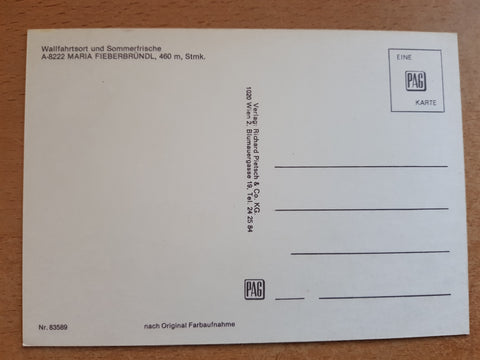 Wallfahrtsort und Sommerfrische
A-8222 MARIA FIEBERBRÜNDL, 460 m, Stmk.
EINE
PAG
KARTE
Verlag: Richard Pietsch & Co. KG.
1020 Wien 2, Blumauergasse 19, Tel. 24 25 84
PAG
Nr. 83589
nach Original Farbaufnahme